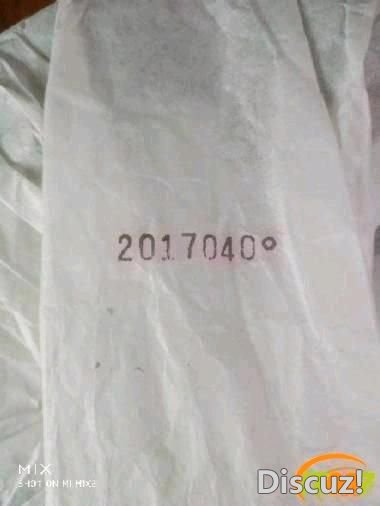 2017040°
MIX
SHOT ON MI MIX2
Discuz!